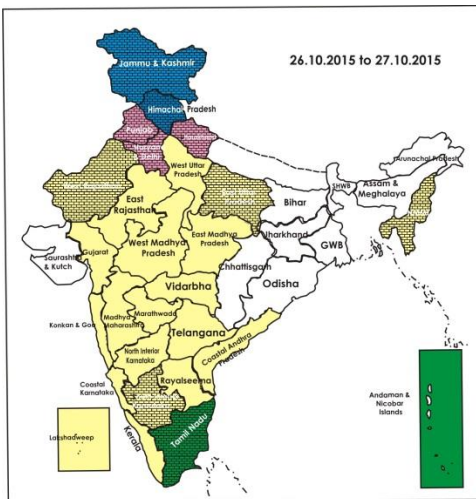 Jammu & Kashmir
26.10.2015 to 27.10.2015
Himachal Pradesh
Punjab
Haryana
Delhi
West Uttar
Pradesh
Arunachal Pradesh
SHWB
Assam &
Meghalaya
East
Rajasthan
Bihar
West Madhya
Pradesh
East Madhya
Pradesh
Jharkhand
GWB
Saurashtra
& Kutch
Gujarat
Chhattisgarh
Odisha
Vidarbha
Konkan & Goa
Madhya
Maharashtra
Marathwada
Telangana
Coastal Andhra
Pradesh
North Interior
Karnataka
Rayalseema
Coastal
Karnataka
Andaman &
Nicobar
Islands
Lakshadweep
Kerala
Tamil Nadu